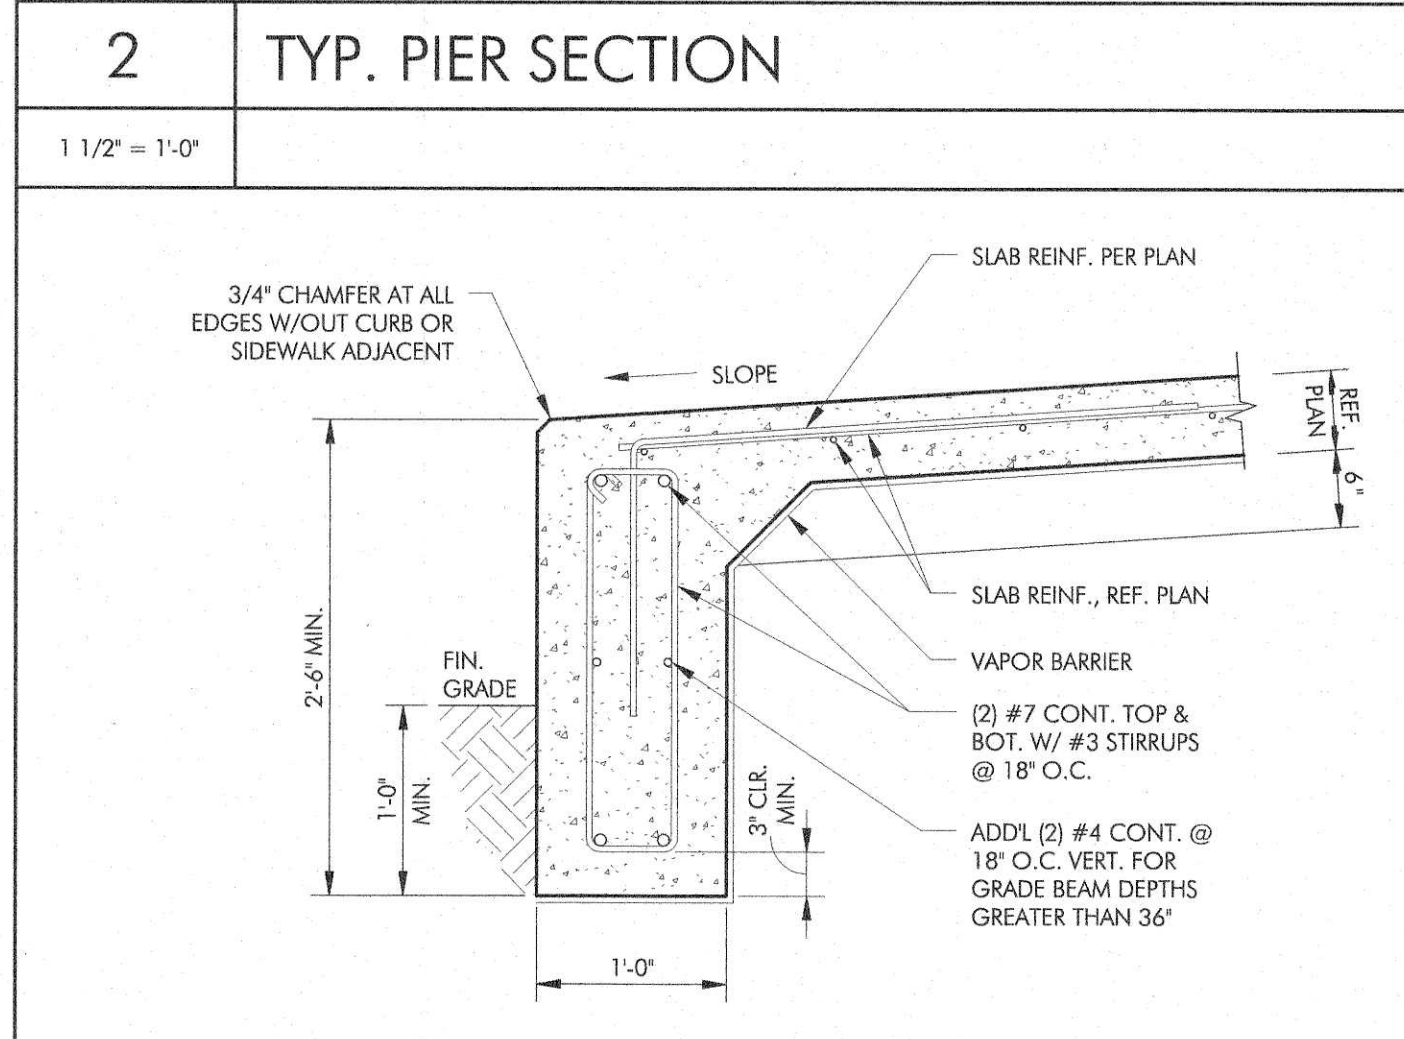 2
TYP. PIER SECTION
1 1/2" = 1'-0"
SLAB REINF. PER PLAN
3/4" CHAMFER AT ALL
EDGES W/OUT CURB OR
SIDEWALK ADJACENT
SLOPE
REF.
PLAN
6"
SLAB REINF., REF. PLAN
2'-6" MIN.
FIN.
GRADE
VAPOR BARRIER
(2) #7 CONT. TOP &
BOT. W/ #3 STIRRUPS
@ 18" O.C.
1'-0"
MIN.
3" CLR.
MIN.
ADD'L (2) #4 CONT. @
18" O.C. VERT. FOR
GRADE BEAM DEPTHS
GREATER THAN 36"
1'-0"